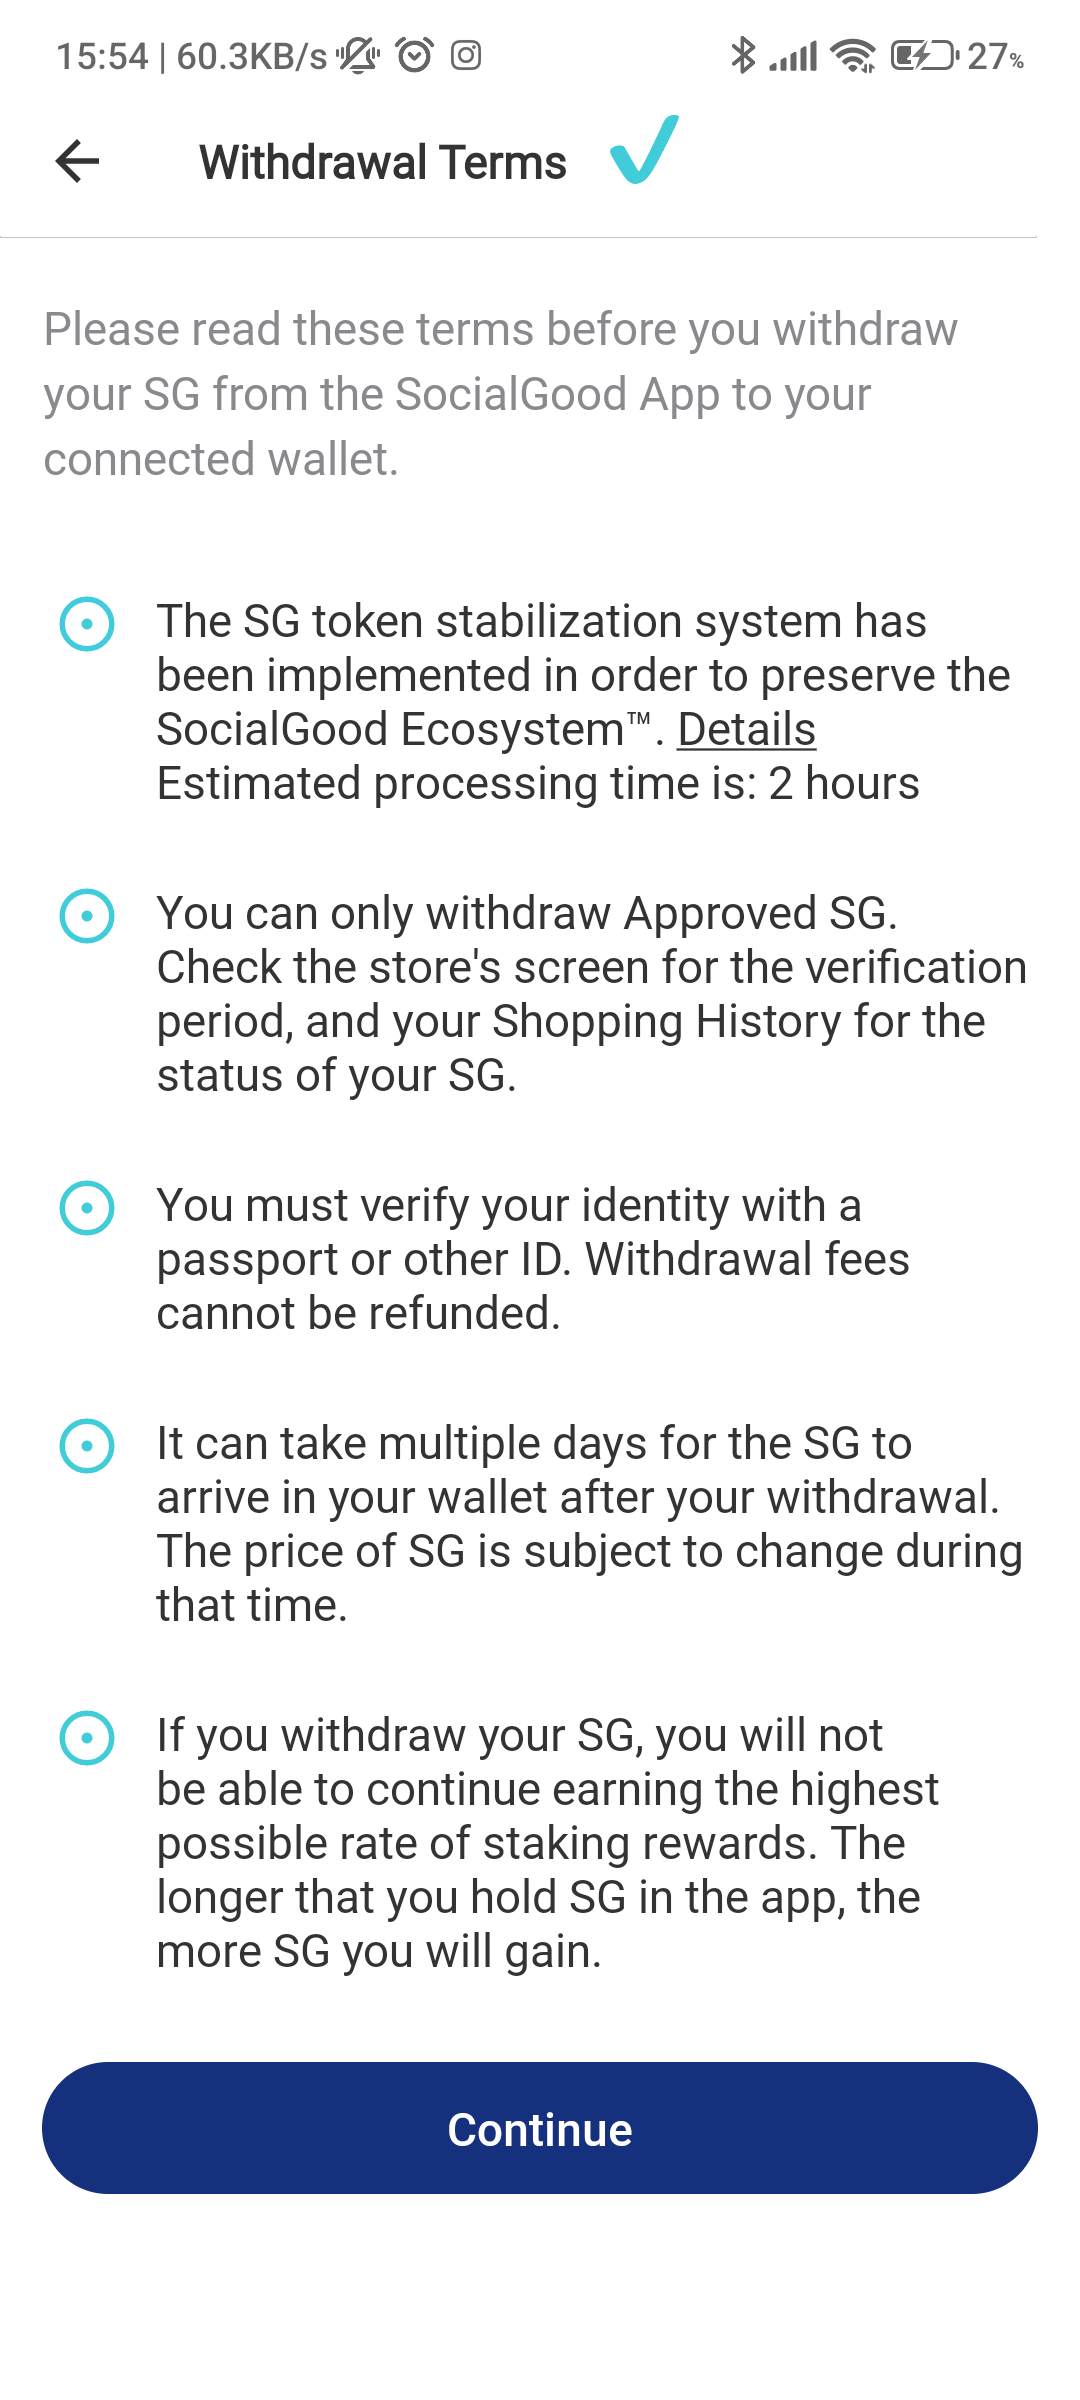 15:54 | 60.3KB/s 27%
Withdrawal Terms
Please read these terms before you withdraw
your SG from the SocialGood App to your
connected wallet.
The SG token stabilization system has
been implemented in order to preserve the
SocialGood Ecosystem™. Details
Estimated processing time is: 2 hours
You can only withdraw Approved SG.
Check the store's screen for the verification
period, and your Shopping History for the
status of your SG.
You must verify your identity with a
passport or other ID. Withdrawal fees
cannot be refunded.
It can take multiple days for the SG to
arrive in your wallet after your withdrawal.
The price of SG is subject to change during
that time.
If you withdraw your SG, you will not
be able to continue earning the highest
possible rate of staking rewards. The
longer that you hold SG in the app, the
more SG you will gain.
Continue